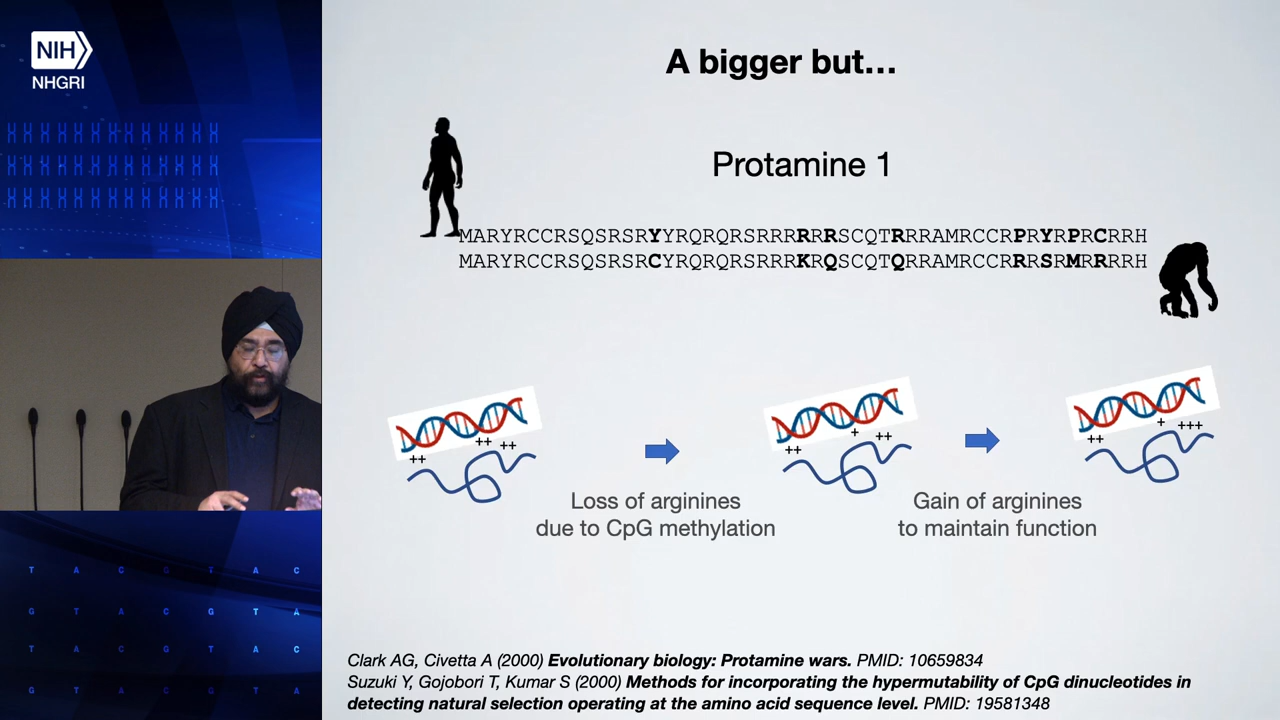 NIH
NHGRI
A bigger but...
Protamine 1
MARYRCCRSQSRSRYYRQRQRSRRRRRRSCQTRRRAMRCCRPRYRPRCRRH
MARYRCCRSQSRSRCYRQRQRSRRRKRQSCQTQRRAMRCCRRRSRMRRRRH
++ ++ ++
++ + ++
++ + +++
Loss of arginines
due to CpG methylation
Gain of arginines
to maintain function
T A C G T A C
G T A C G T A
T A C G T A C
G T A C G T A
Clark AG, Civetta A (2000) Evolutionary biology: Protamine wars. PMID: 10659834
Suzuki Y, Gojobori T, Kumar S (2000) Methods for incorporating the hypermutability of CpG dinucleotides in
detecting natural selection operating at the amino acid sequence level. PMID: 19581348